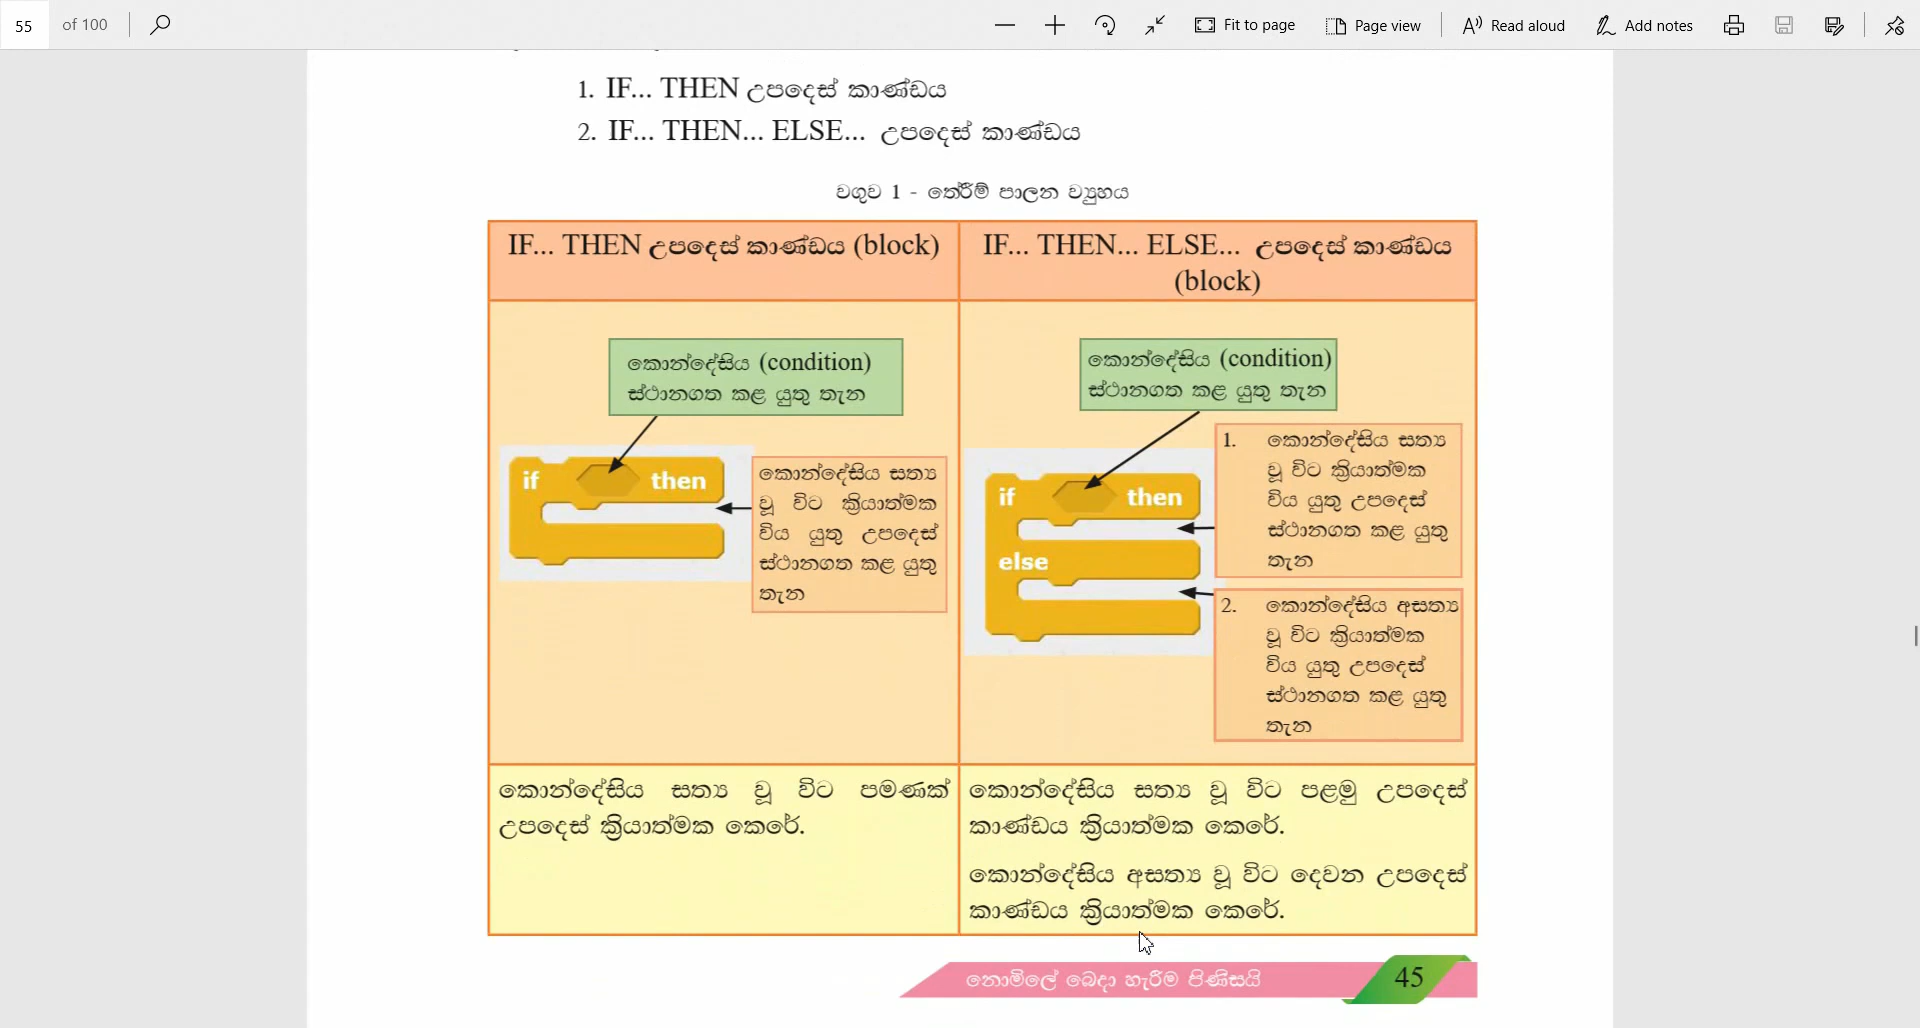 55 of 100
Fit to page
Page view
Read aloud
Add notes
1. IF... THEN උපදෙස් කාණ්ඩය
2. IF... THEN... ELSE... උපදෙස් කාණ්ඩය
වගුව 1 - තේරීම් පාලන ව්‍යුහය
IF... THEN උපදෙස් කාණ්ඩය (block)
IF... THEN... ELSE... උපදෙස් කාණ්ඩය
(block)
කොන්දේසිය (condition)
ස්ථානගත කළ යුතු තැන
if then
කොන්දේසිය සත්‍ය
වූ විට ක්‍රියාත්මක
විය යුතු උපදෙස්
ස්ථානගත කළ යුතු
තැන
කොන්දේසිය (condition)
ස්ථානගත කළ යුතු තැන
if then
else
1. කොන්දේසිය සත්‍ය
වූ විට ක්‍රියාත්මක
විය යුතු උපදෙස්
ස්ථානගත කළ යුතු
තැන
2. කොන්දේසිය අසත්‍ය
වූ විට ක්‍රියාත්මක
විය යුතු උපදෙස්
ස්ථානගත කළ යුතු
තැන
කොන්දේසිය සත්‍ය වූ විට පමණක්
උපදෙස් ක්‍රියාත්මක කෙරේ.
කොන්දේසිය සත්‍ය වූ විට පළමු උපදෙස්
කාණ්ඩය ක්‍රියාත්මක කෙරේ.
කොන්දේසිය අසත්‍ය වූ විට දෙවන උපදෙස්
කාණ්ඩය ක්‍රියාත්මක කෙරේ.
නොමිලේ බෙදා හැරීම පිණිසයි
45